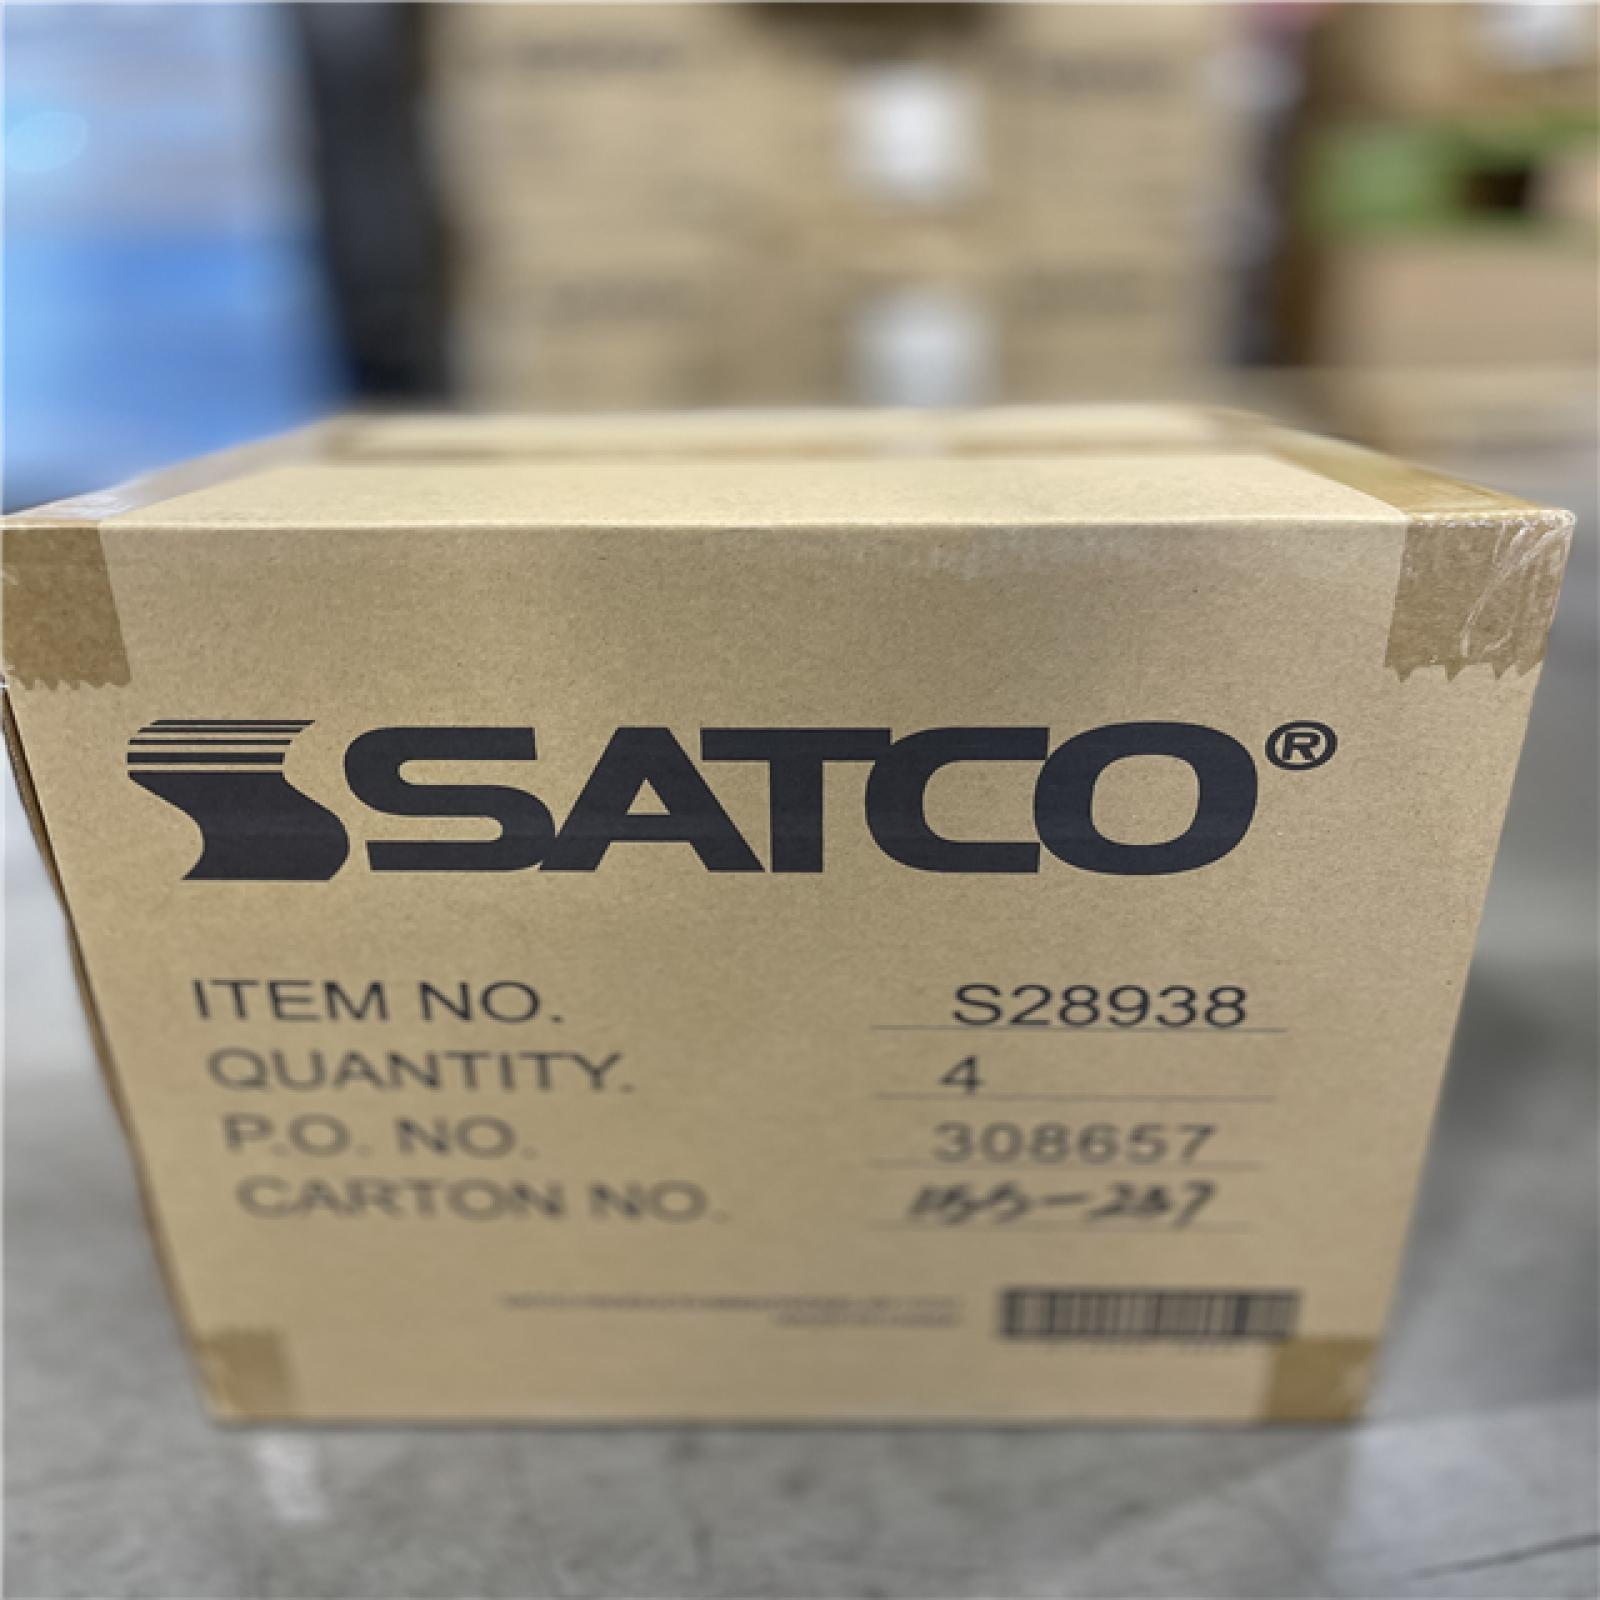 SATCO®
ITEM NO. S28938
QUANTITY. 4
P.O. NO. 308657
CARTON NO.